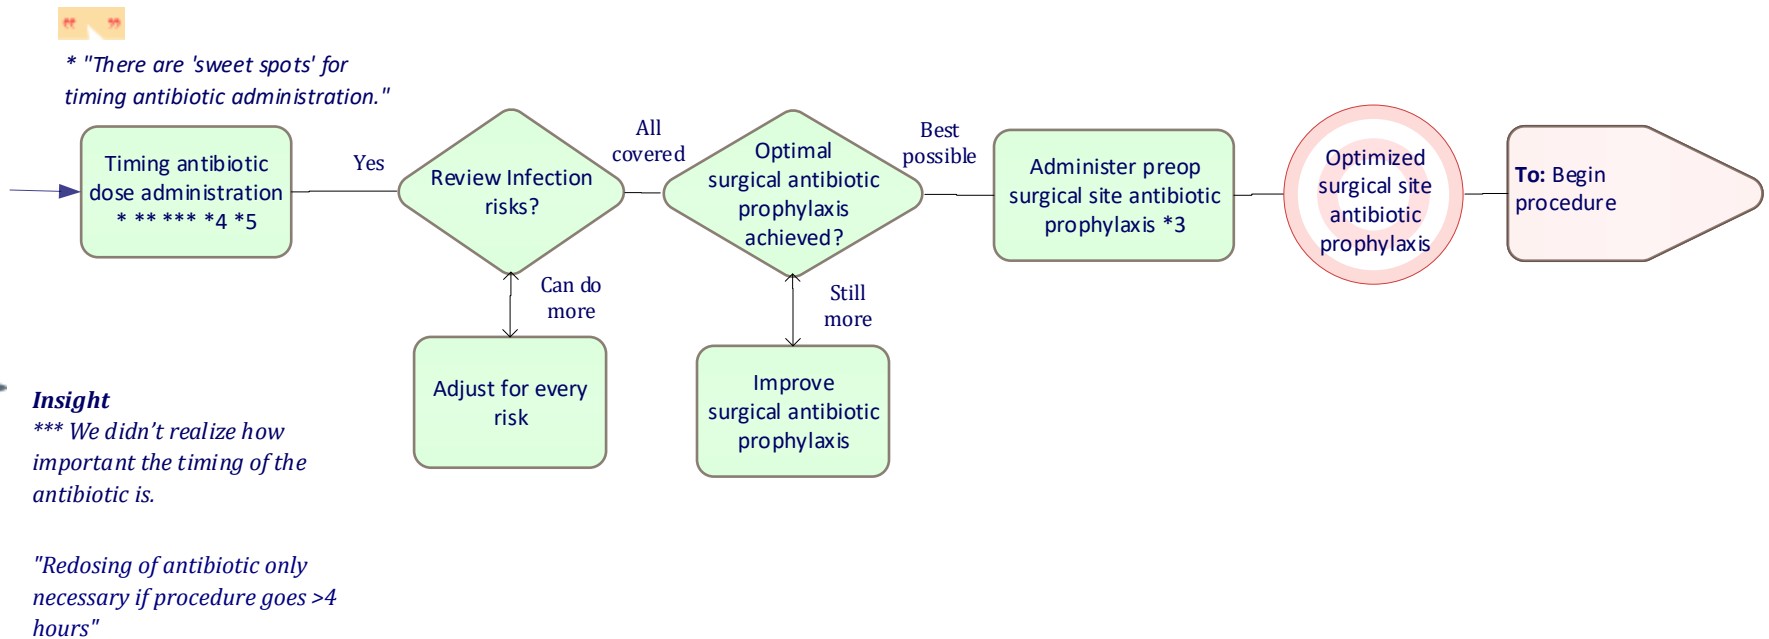 “ ”
* "There are 'sweet spots' for
timing antibiotic administration."
Timing antibiotic
dose administration
* ** *** *4 *5
Yes
Review Infection
risks?
All
covered
Optimal
surgical antibiotic
prophylaxis
achieved?
Best
possible
Administer preop
surgical site antibiotic
prophylaxis *3
Optimized
surgical site
antibiotic
prophylaxis
To: Begin
procedure
Can do
more
Still
more
Adjust for every
risk
Improve
surgical antibiotic
prophylaxis
Insight
*** We didn’t realize how
important the timing of the
antibiotic is.
"Redosing of antibiotic only
necessary if procedure goes >4
hours"